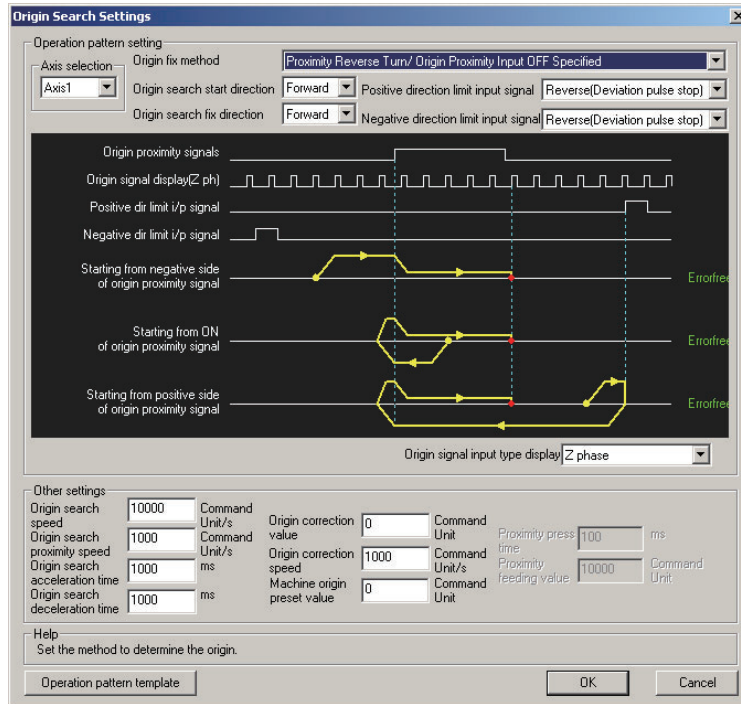 Origin Search Settings
Operation pattern setting
Axis selection
Axis1
Origin fix method
Proximity Reverse Turn/ Origin Proximity Input OFF Specified
Origin search start direction
Forward
Positive direction limit input signal
Reverse(Deviation pulse stop)
Origin search fix direction
Forward
Negative direction limit input signal
Reverse(Deviation pulse stop)
Origin proximity signals
Origin signal display(Z ph)
Positive dir limit i/p signal
Negative dir limit i/p signal
Starting from negative side
of origin proximity signal
Errorfree
Starting from ON
of origin proximity signal
Errorfree
Starting from positive side
of origin proximity signal
Errorfree
Origin signal input type display
Z phase
Other settings
Origin search
speed
10000
Command
Unit/s
Origin search
proximity speed
1000
Command
Unit/s
Origin search
acceleration time
1000
ms
Origin search
deceleration time
1000
ms
Origin correction
value
0
Command
Unit
Origin correction
speed
1000
Command
Unit/s
Machine origin
preset value
0
Command
Unit
Proximity press
time
100
ms
Proximity
feeding value
10000
Command
Unit
Help
Set the method to determine the origin.
Operation pattern template
OK
Cancel